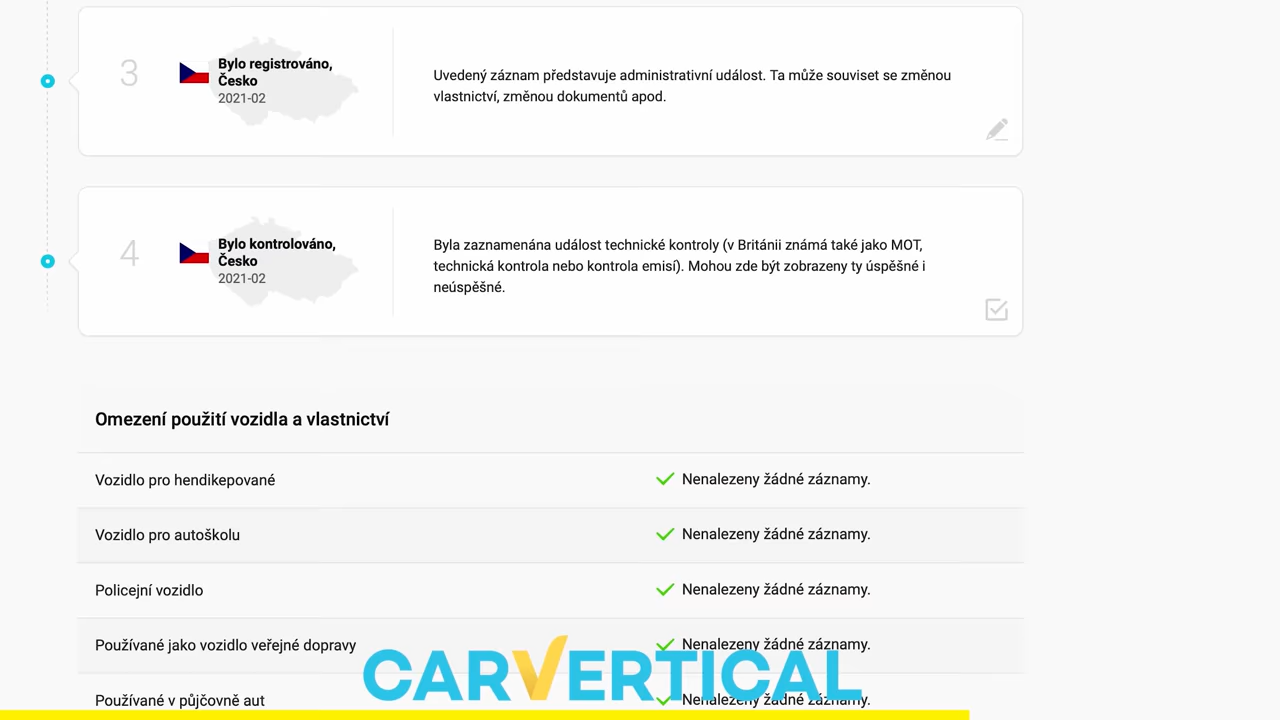 3
Bylo registrováno,
Česko
2021-02
Uvedený záznam představuje administrativní událost. Ta může souviset se změnou
vlastnictví, změnou dokumentů apod.
4
Bylo kontrolováno,
Česko
2021-02
Byla zaznamenána událost technické kontroly (v Británii známá také jako MOT,
technická kontrola nebo kontrola emisí). Mohou zde být zobrazeny ty úspěšné i
neúspěšné.
Omezení použití vozidla a vlastnictví
Vozidlo pro hendikepované
Nenalezeny žádné záznamy.
Vozidlo pro autoškolu
Nenalezeny žádné záznamy.
Policejní vozidlo
Nenalezeny žádné záznamy.
Používané jako vozidlo veřejné dopravy
Nenalezeny žádné záznamy.
Používané v půjčovně aut
Nenalezeny žádné záznamy.
CARVERTICAL